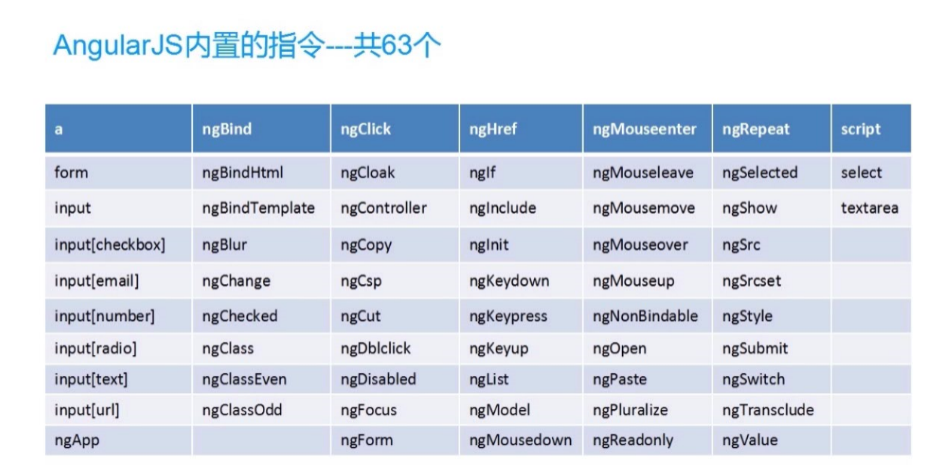 AngularJS内置的指令---共63个
a ngBind ngClick ngHref ngMouseenter ngRepeat script
form ngBindHtml ngCloak ngIf ngMouseleave ngSelected select
input ngBindTemplate ngController ngInclude ngMousemove ngShow textarea
input[checkbox] ngBlur ngCopy ngInit ngMouseover ngSrc
input[email] ngChange ngCsp ngKeydown ngMouseup ngSrcset
input[number] ngChecked ngCut ngKeypress ngNonBindable ngStyle
input[radio] ngClass ngDblclick ngKeyup ngOpen ngSubmit
input[text] ngClassEven ngDisabled ngList ngPaste ngSwitch
input[url] ngClassOdd ngFocus ngModel ngPluralize ngTransclude
ngApp ngForm ngMousedown ngReadonly ngValue